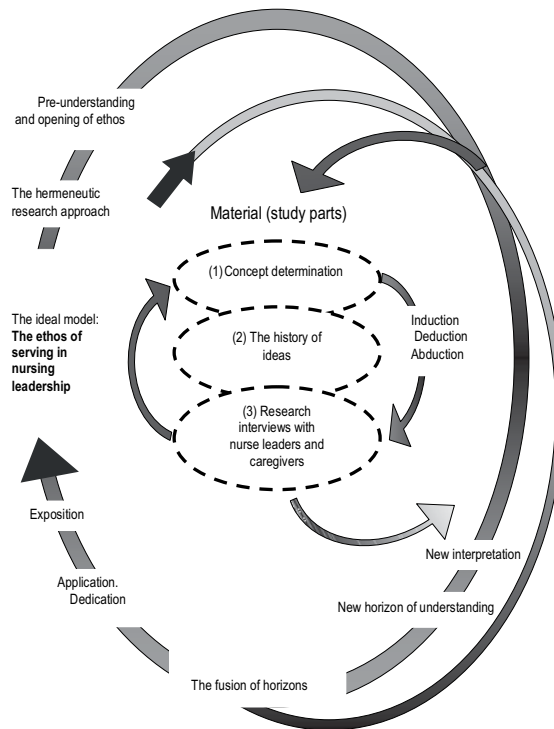 Pre-understanding
and opening of ethos
The hermeneutic
research approach
Material (study parts)
(1) Concept determination
The ideal model:
The ethos of
serving in
nursing
leadership
(2) The history of
ideas
Induction
Deduction
Abduction
(3) Research
interviews with
nurse leaders and
caregivers
Exposition
New interpretation
Application.
Dedication
New horizon of understanding
The fusion of horizons